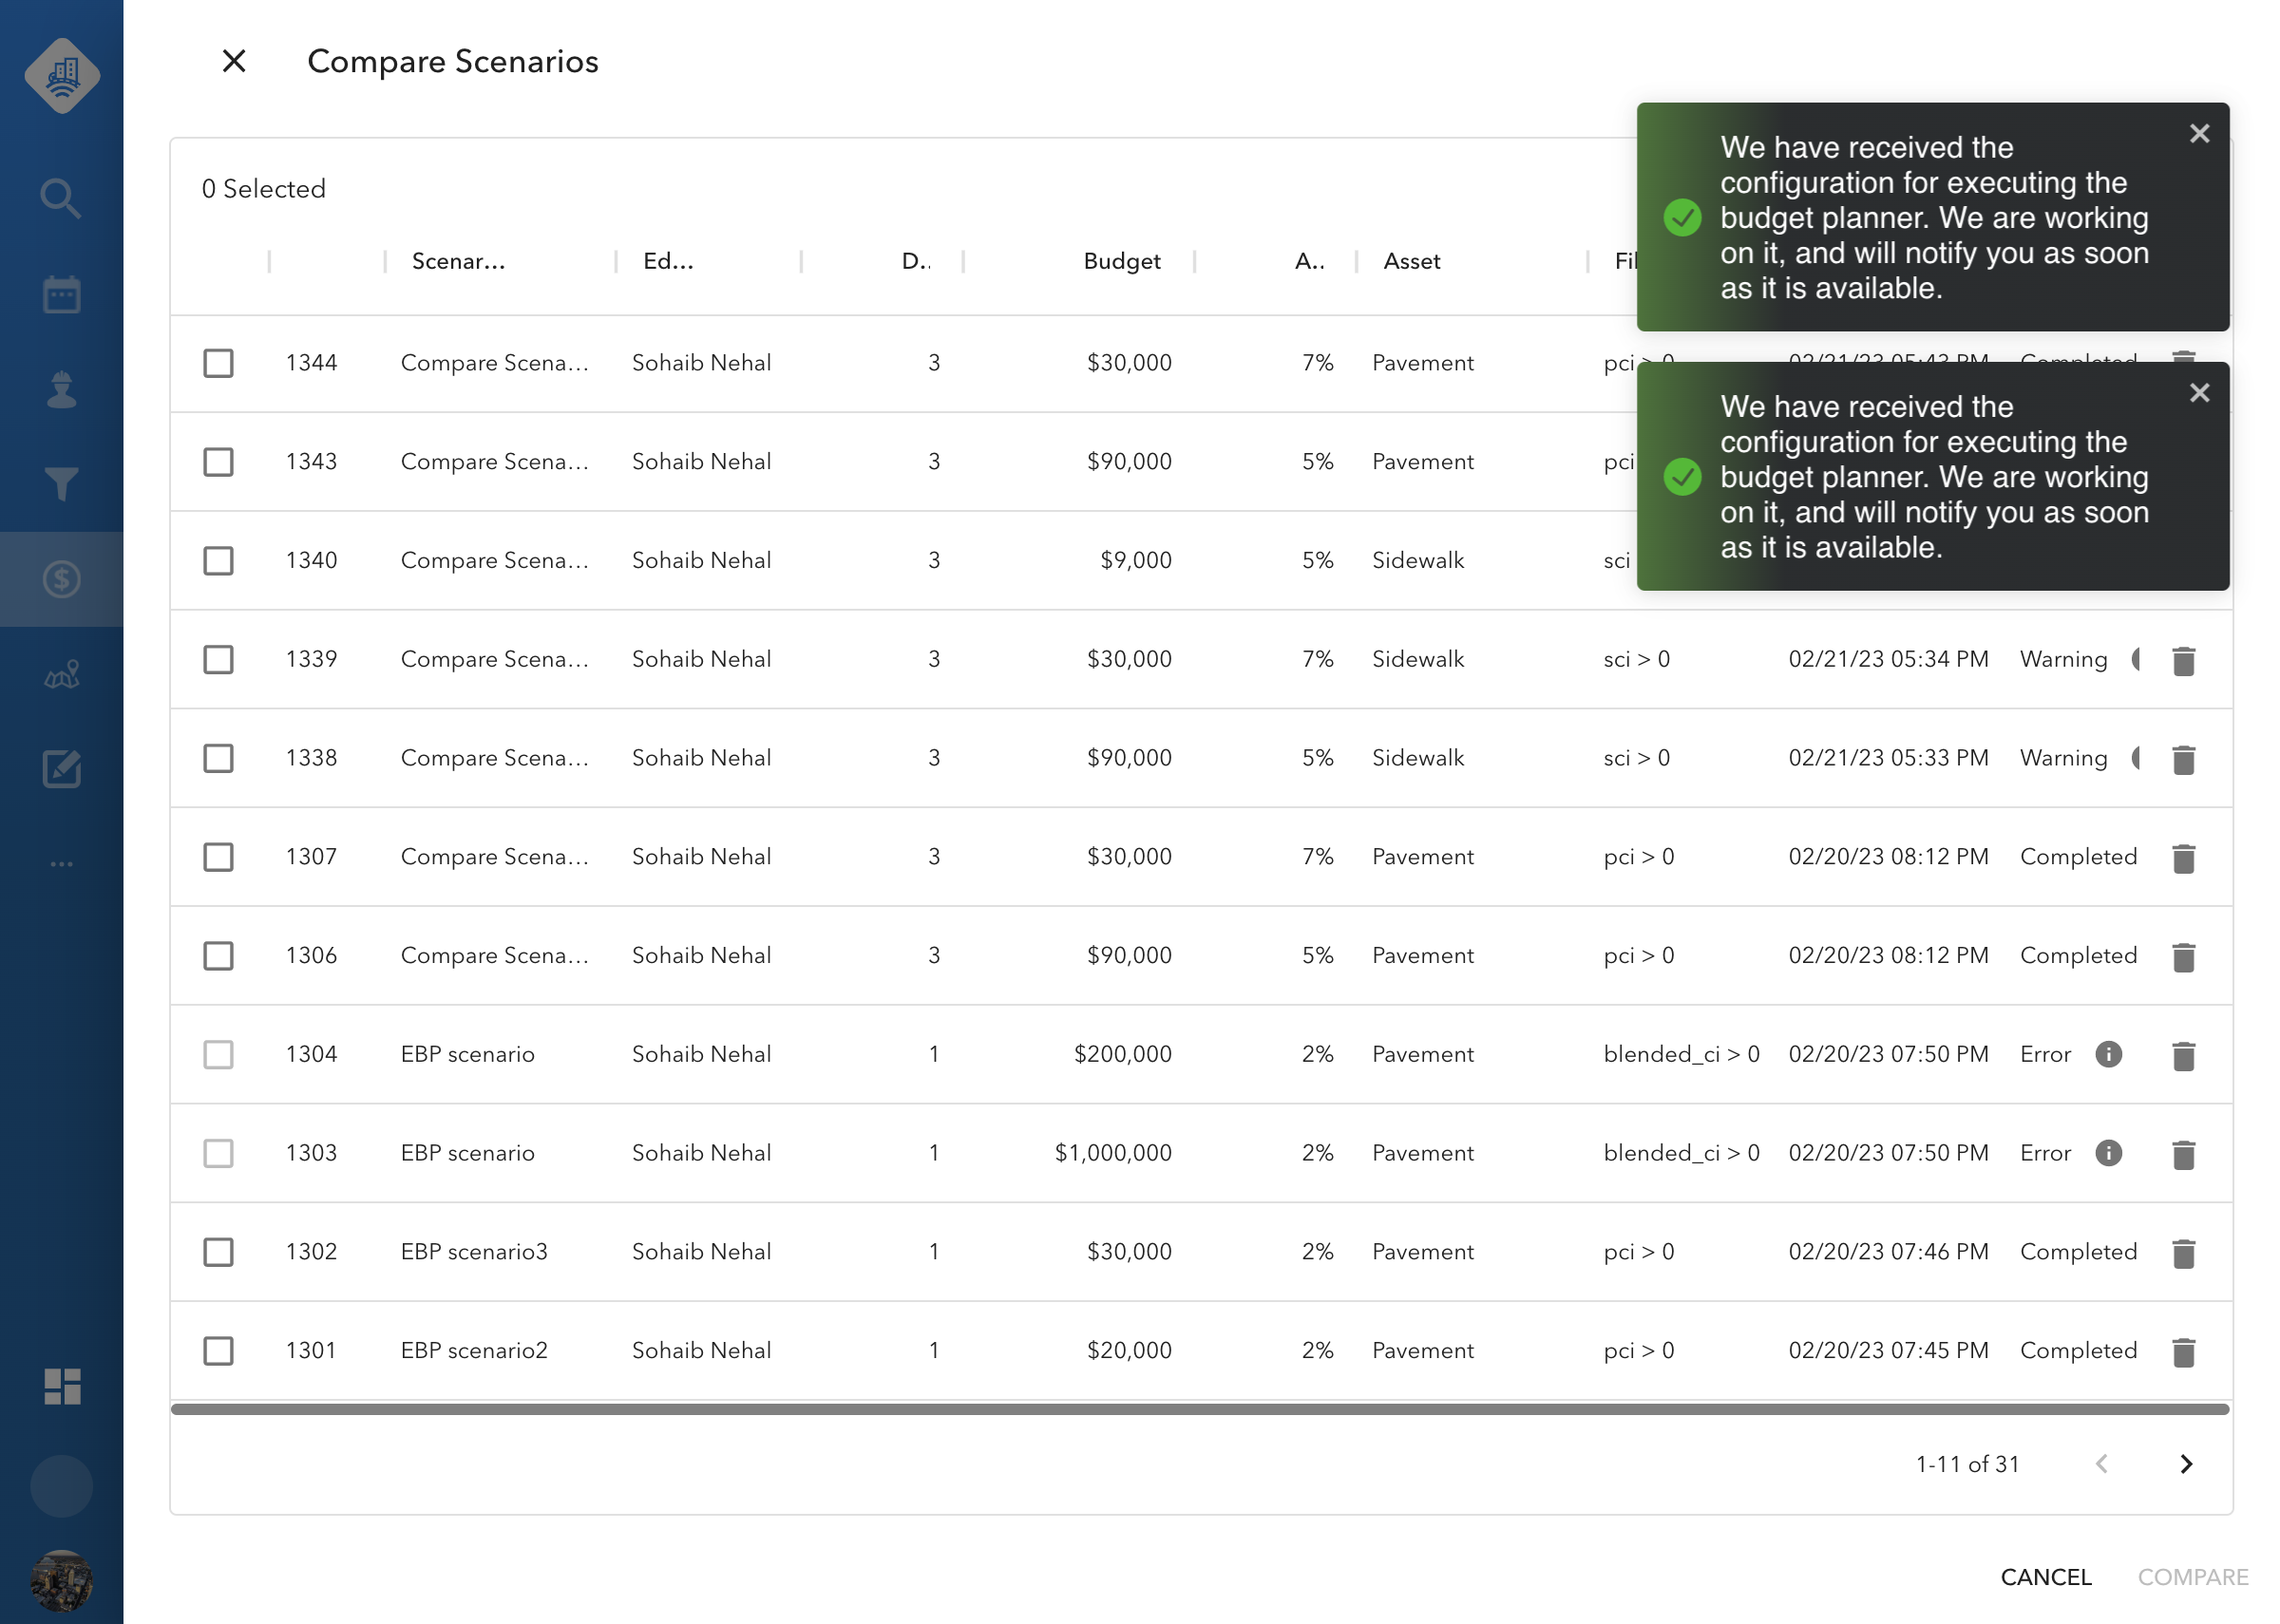 Compare Scenarios
We have received the
configuration for executing the
budget planner. We are working
on it, and will notify you as soon
as it is available.
0 Selected
Scenar... Ed... D.. Budget A.. Asset Fil
1344 Compare Scena... Sohaib Nehal 3 $30,000 7% Pavement pci > 0 02/21/23 05:43 PM Completed
We have received the
configuration for executing the
budget planner. We are working
on it, and will notify you as soon
as it is available.
1343 Compare Scena... Sohaib Nehal 3 $90,000 5% Pavement pci
1340 Compare Scena... Sohaib Nehal 3 $9,000 5% Sidewalk sci
1339 Compare Scena... Sohaib Nehal 3 $30,000 7% Sidewalk sci > 0 02/21/23 05:34 PM Warning
1338 Compare Scena... Sohaib Nehal 3 $90,000 5% Sidewalk sci > 0 02/21/23 05:33 PM Warning
1307 Compare Scena... Sohaib Nehal 3 $30,000 7% Pavement pci > 0 02/20/23 08:12 PM Completed
1306 Compare Scena... Sohaib Nehal 3 $90,000 5% Pavement pci > 0 02/20/23 08:12 PM Completed
1304 EBP scenario Sohaib Nehal 1 $200,000 2% Pavement blended_ci > 0 02/20/23 07:50 PM Error
1303 EBP scenario Sohaib Nehal 1 $1,000,000 2% Pavement blended_ci > 0 02/20/23 07:50 PM Error
1302 EBP scenario3 Sohaib Nehal 1 $30,000 2% Pavement pci > 0 02/20/23 07:46 PM Completed
1301 EBP scenario2 Sohaib Nehal 1 $20,000 2% Pavement pci > 0 02/20/23 07:45 PM Completed
1-11 of 31
CANCEL COMPARE